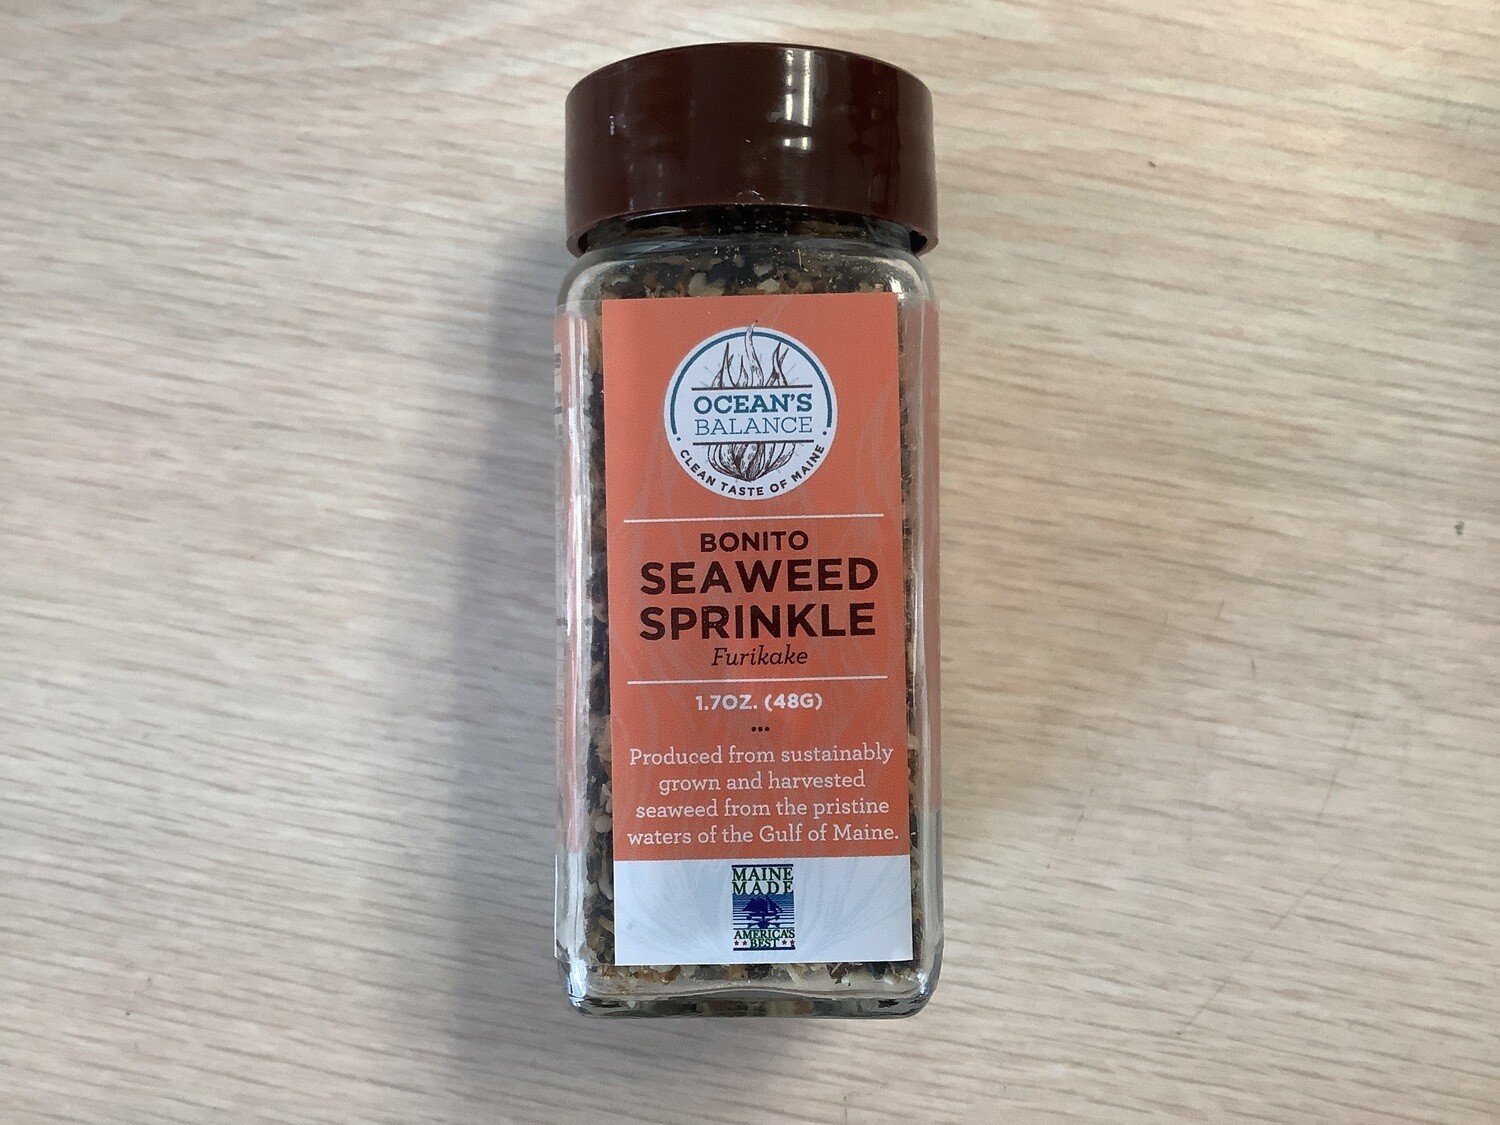 OCEAN'S
BALANCE
CLEAN TASTE OF MAINE
BONITO
SEAWEED
SPRINKLE
Furikake
1.7OZ. (48G)
Produced from sustainably
grown and harvested
seaweed from the pristine
waters of the Gulf of Maine.
MAINE
MADE
AMERICA'S
BEST